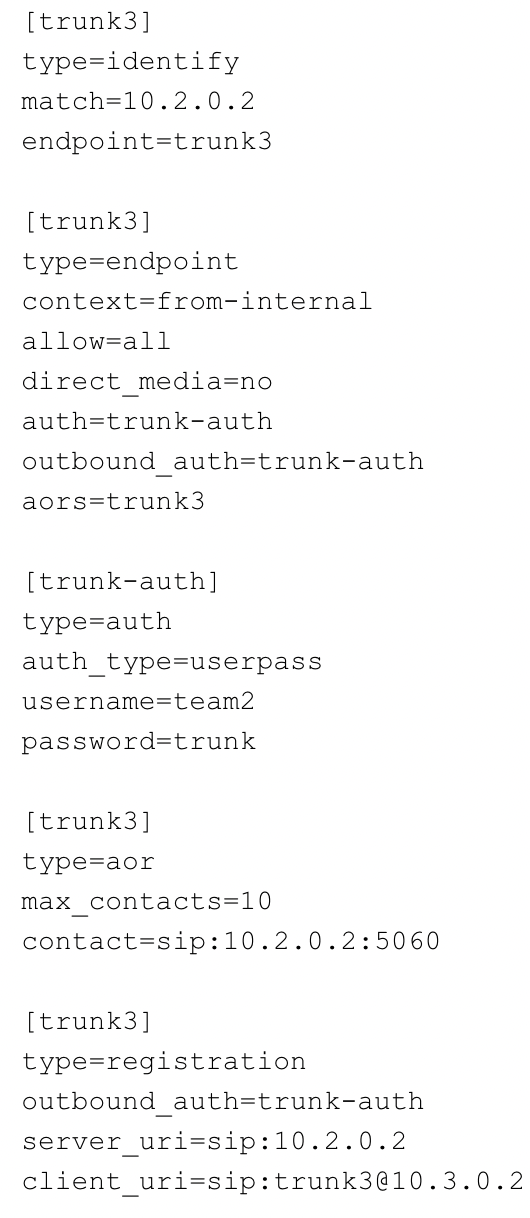 [trunk3]
type=identify
match=10.2.0.2
endpoint=trunk3

[trunk3]
type=endpoint
context=from-internal
allow=all
direct_media=no
auth=trunk-auth
outbound_auth=trunk-auth
aors=trunk3

[trunk-auth]
type=auth
auth_type=userpass
username=team2
password=trunk

[trunk3]
type=aor
max_contacts=10
contact=sip:10.2.0.2:5060

[trunk3]
type=registration
outbound_auth=trunk-auth
server_uri=sip:10.2.0.2
client_uri=sip:trunk3@10.3.0.2